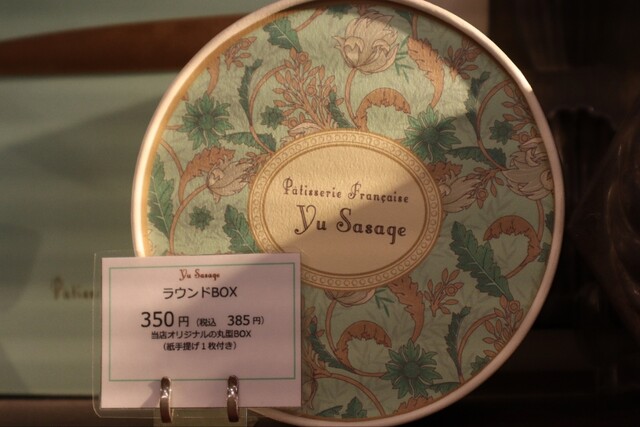 Pâtisserie Française
Yu Sasage
Yu Sasage
ラウンドBOX
350円 (税込 385円)
当店オリジナルの丸型BOX
(紙手提げ1枚付き)